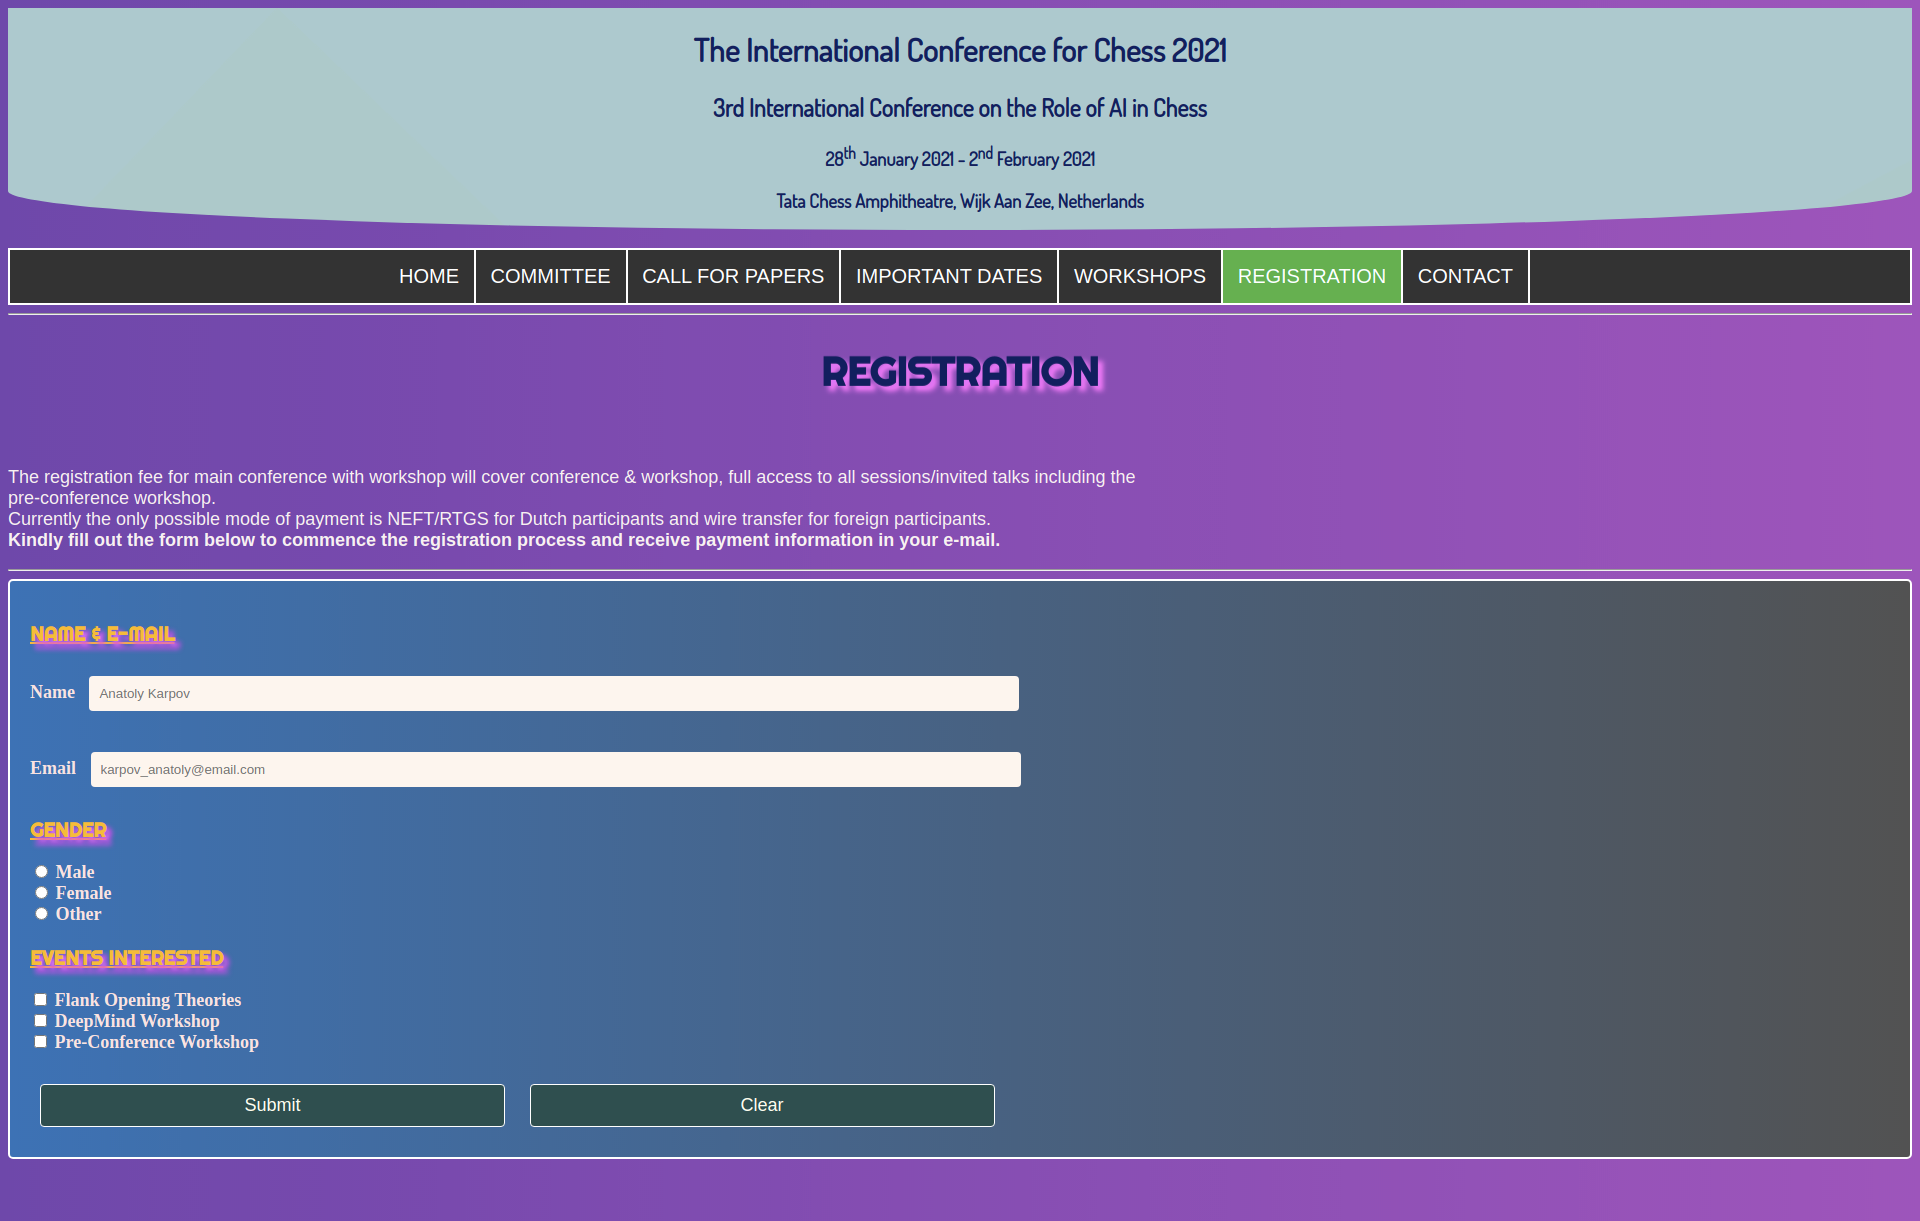 The International Conference for Chess 2021
3rd International Conference on the Role of AI in Chess
28th January 2021 - 2nd February 2021
Tata Chess Amphitheatre, Wijk Aan Zee, Netherlands
HOME COMMITTEE CALL FOR PAPERS IMPORTANT DATES WORKSHOPS REGISTRATION CONTACT
REGISTRATION
The registration fee for main conference with workshop will cover conference & workshop, full access to all sessions/invited talks including the
pre-conference workshop.
Currently the only possible mode of payment is NEFT/RTGS for Dutch participants and wire transfer for foreign participants.
Kindly fill out the form below to commence the registration process and receive payment information in your e-mail.
NAME & E-MAIL
Name Anatoly Karpov
Email karpov_anatoly@email.com
GENDER
Male
Female
Other
EVENTS INTERESTED
Flank Opening Theories
DeepMind Workshop
Pre-Conference Workshop
Submit Clear